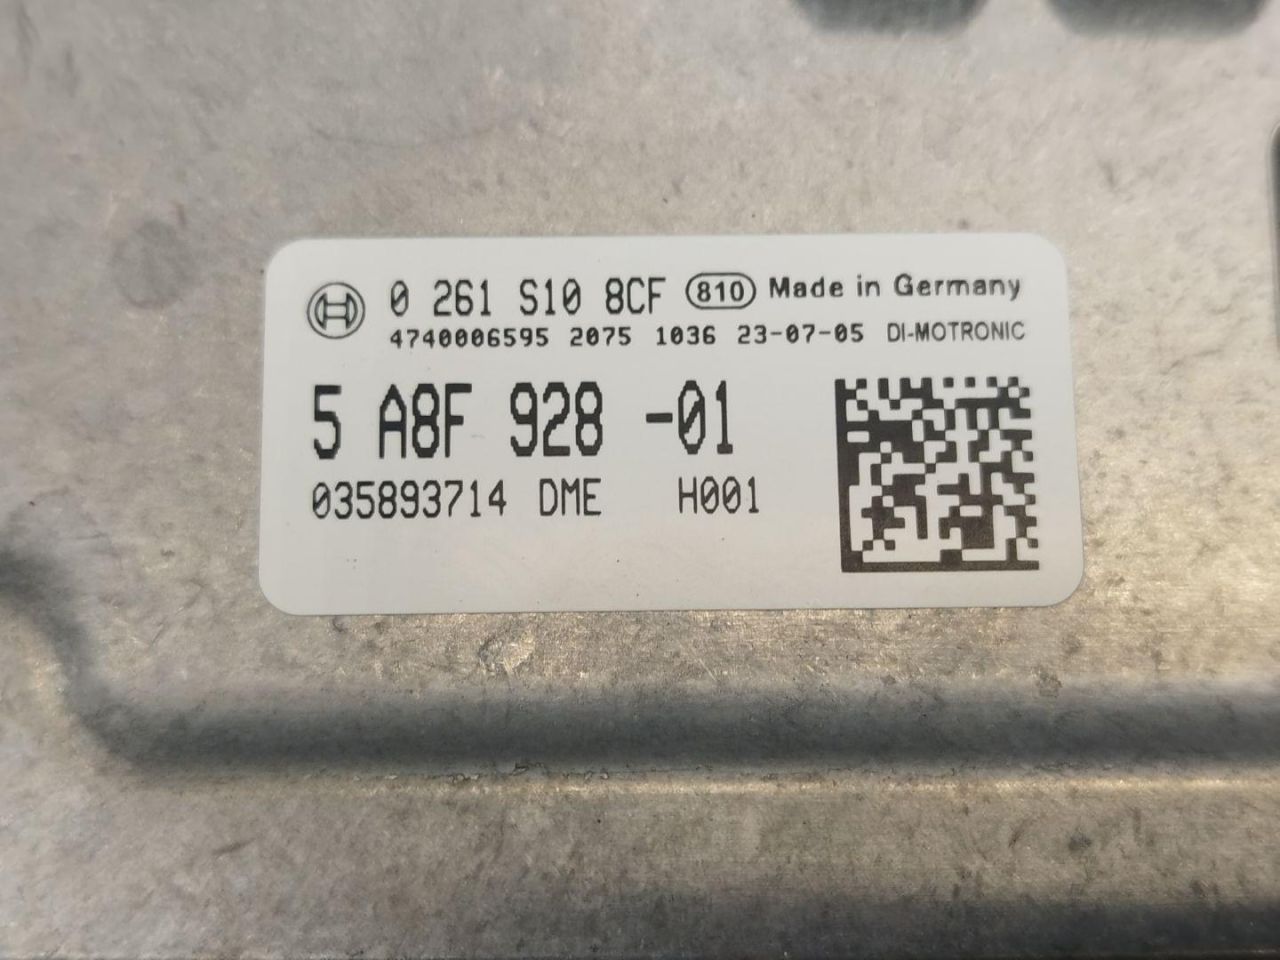 0 261 S10 8CF 810 Made in Germany
4740006595 2075 1036 23-07-05 DI-MOTRONIC
5 A8F 928 -01
035893714 DME H001